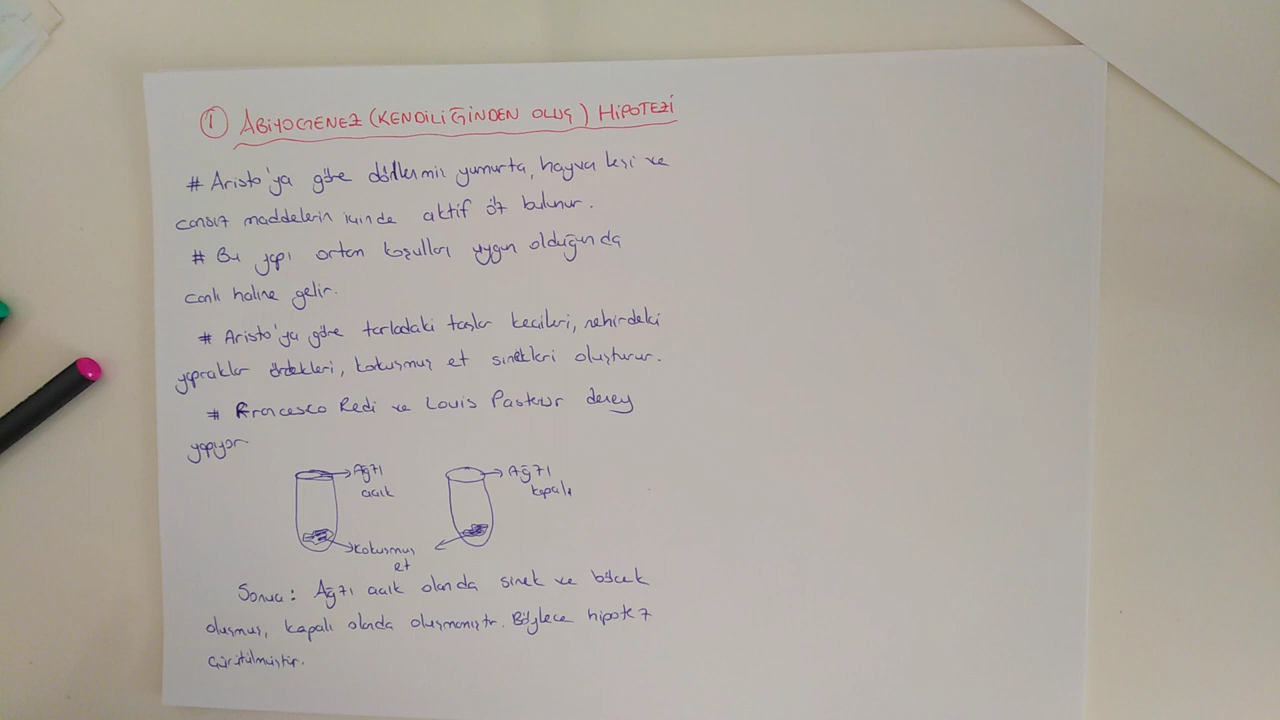 ① ABİYOGENEZ (KENDİLİĞİNDEN OLUŞ) HİPOTEZİ
# Aristo'ya göre döllenmiş yumurta, hayva leşi ve
cansız maddelerin içinde aktif öz bulunur.
# Bu yapı ortam koşulları uygun olduğunda
canlı haline gelir.
# Aristo'ya göre tarladaki taşlar kecileri, nehirdeki
yapraklar ördekleri, kokuşmuş et sinekleri oluşturur.
# Francesco Redi ve Louis Pasteur deney
yapıyor
Ağzı açık
Ağzı kapalı
Kokuşmuş et
Sonuç: Ağzı açık olanda sinek ve böcek
oluşmuş, kapalı olanda oluşmamıştır. Böylece hipotez
çürütülmüştür.